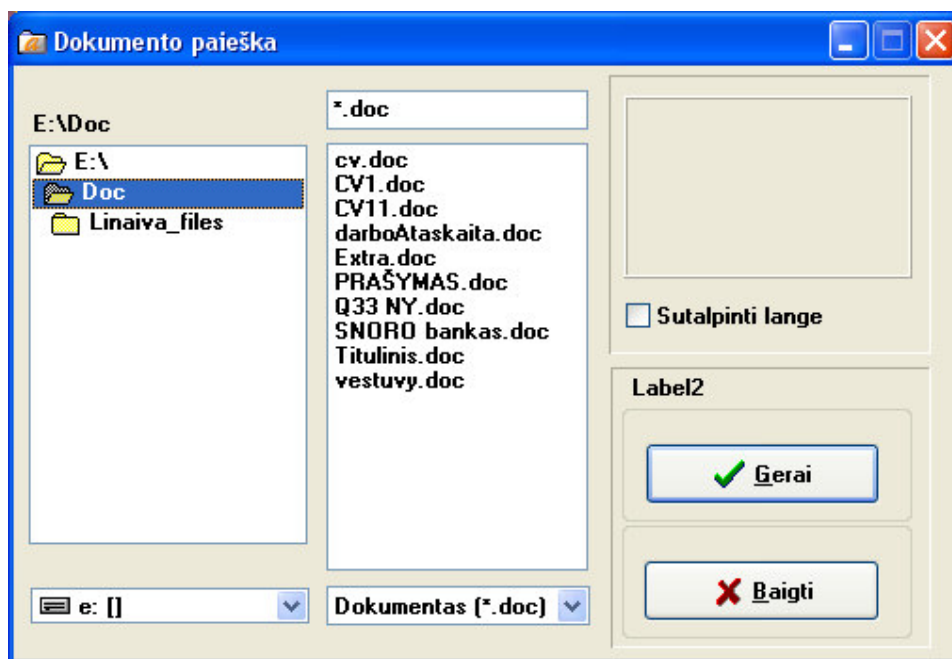 Dokumento paieška
E:\Doc
E:\
Doc
Linaiva_files
e: []
*.doc
cv.doc
CV1.doc
CV11.doc
darboAtaskaita.doc
Extra.doc
PRAŠYMAS.doc
Q33 NY.doc
SNORO bankas.doc
Titulinis.doc
vestuvy.doc
Dokumentas (*.doc)
Sutalpinti lange
Label2
Gerai
Baigti